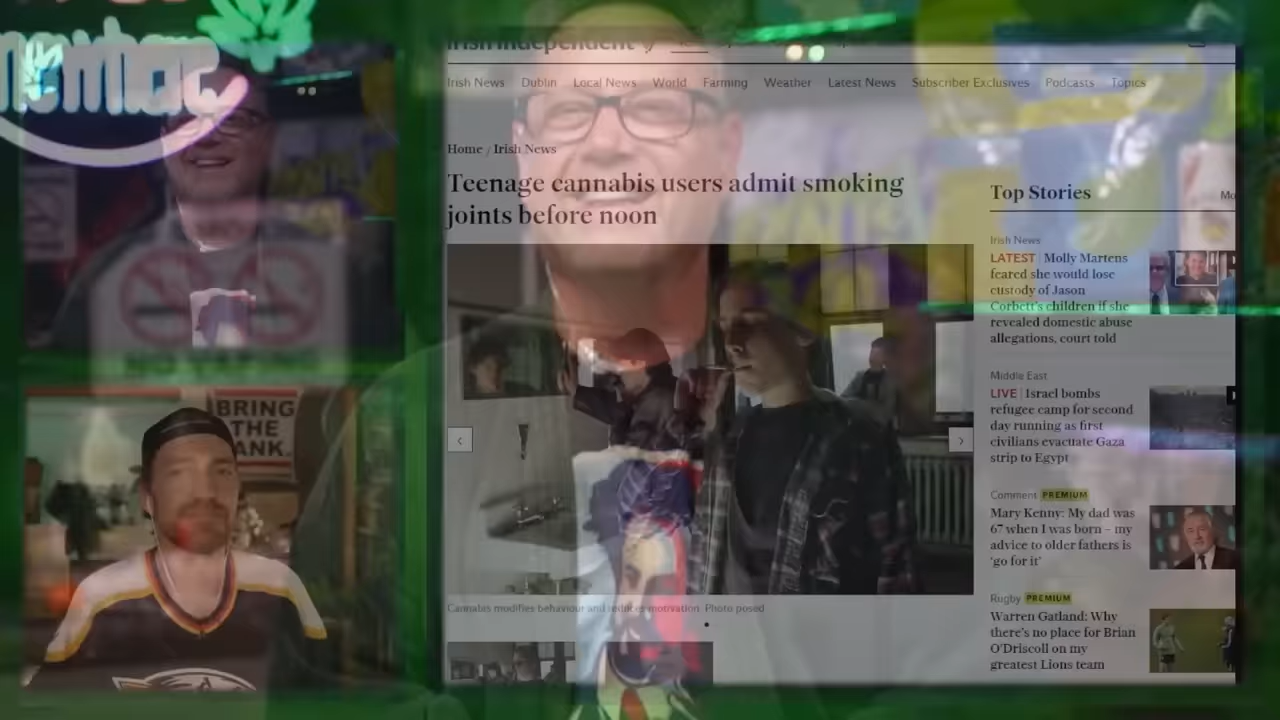 Irish Independent
Irish News Dublin Local News World Farming Weather Latest News Subscriber Exclusives Podcasts Topics
Home / Irish News
Teenage cannabis users admit smoking
joints before noon
Top Stories
Mo
Irish News
LATEST | Molly Martens
feared she would lose
custody of Jason
Corbett's children if she
revealed domestic abuse
allegations, court told
Middle East
LIVE | Israel bombs
refugee camp for second
day running as first
civilians evacuate Gaza
strip to Egypt
Comment PREMIUM
Mary Kenny: My dad was
67 when I was born – my
advice to older fathers is
'go for it'
Rugby PREMIUM
Warren Gatland: Why
there's no place for Brian
O'Driscoll on my
greatest Lions team
Cannabis modifies behaviour and reduces motivation. Photo posed
BRING
THE